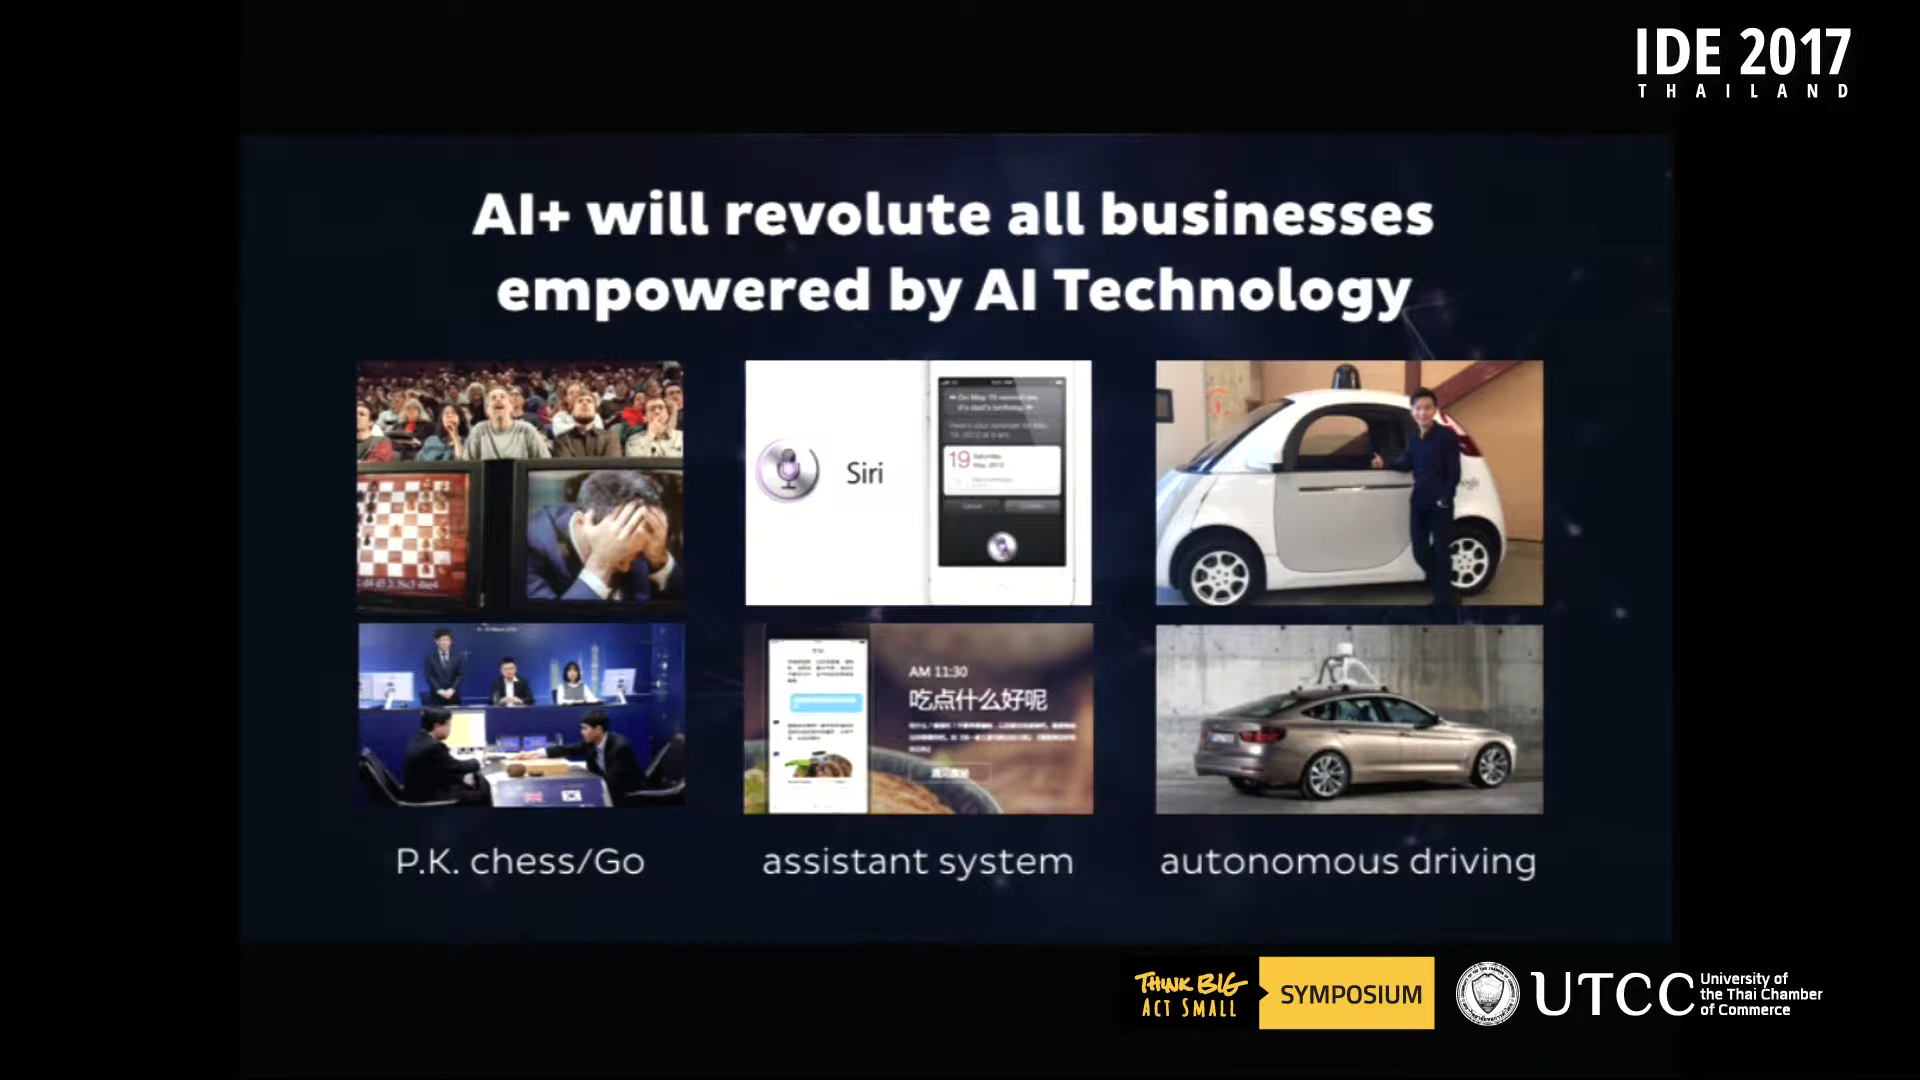 IDE 2017
THAILAND
AI+ will revolute all businesses
empowered by AI Technology
Siri
19
AM 11:30
吃点什么好呢
P.K. chess/Go
assistant system
autonomous driving
THINK BIG
ACT SMALL
SYMPOSIUM
UTCC
University of
the Thai Chamber
of Commerce